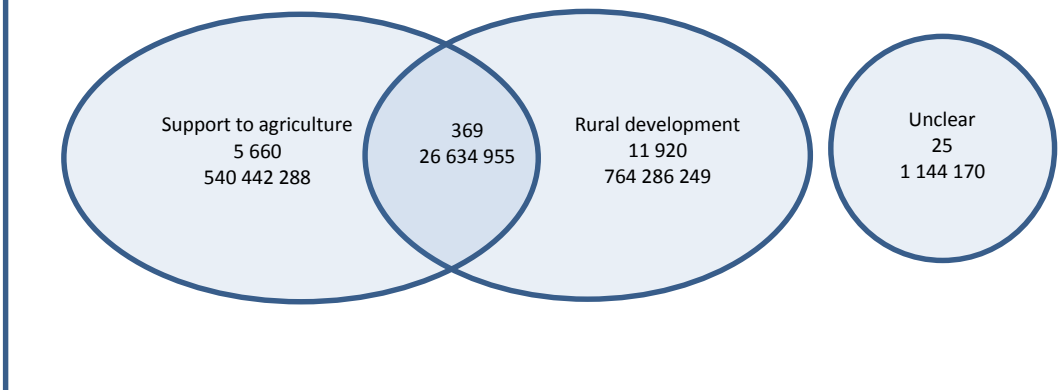 Support to agriculture
5 660
540 442 288
369
26 634 955
Rural development
11 920
764 286 249
Unclear
25
1 144 170